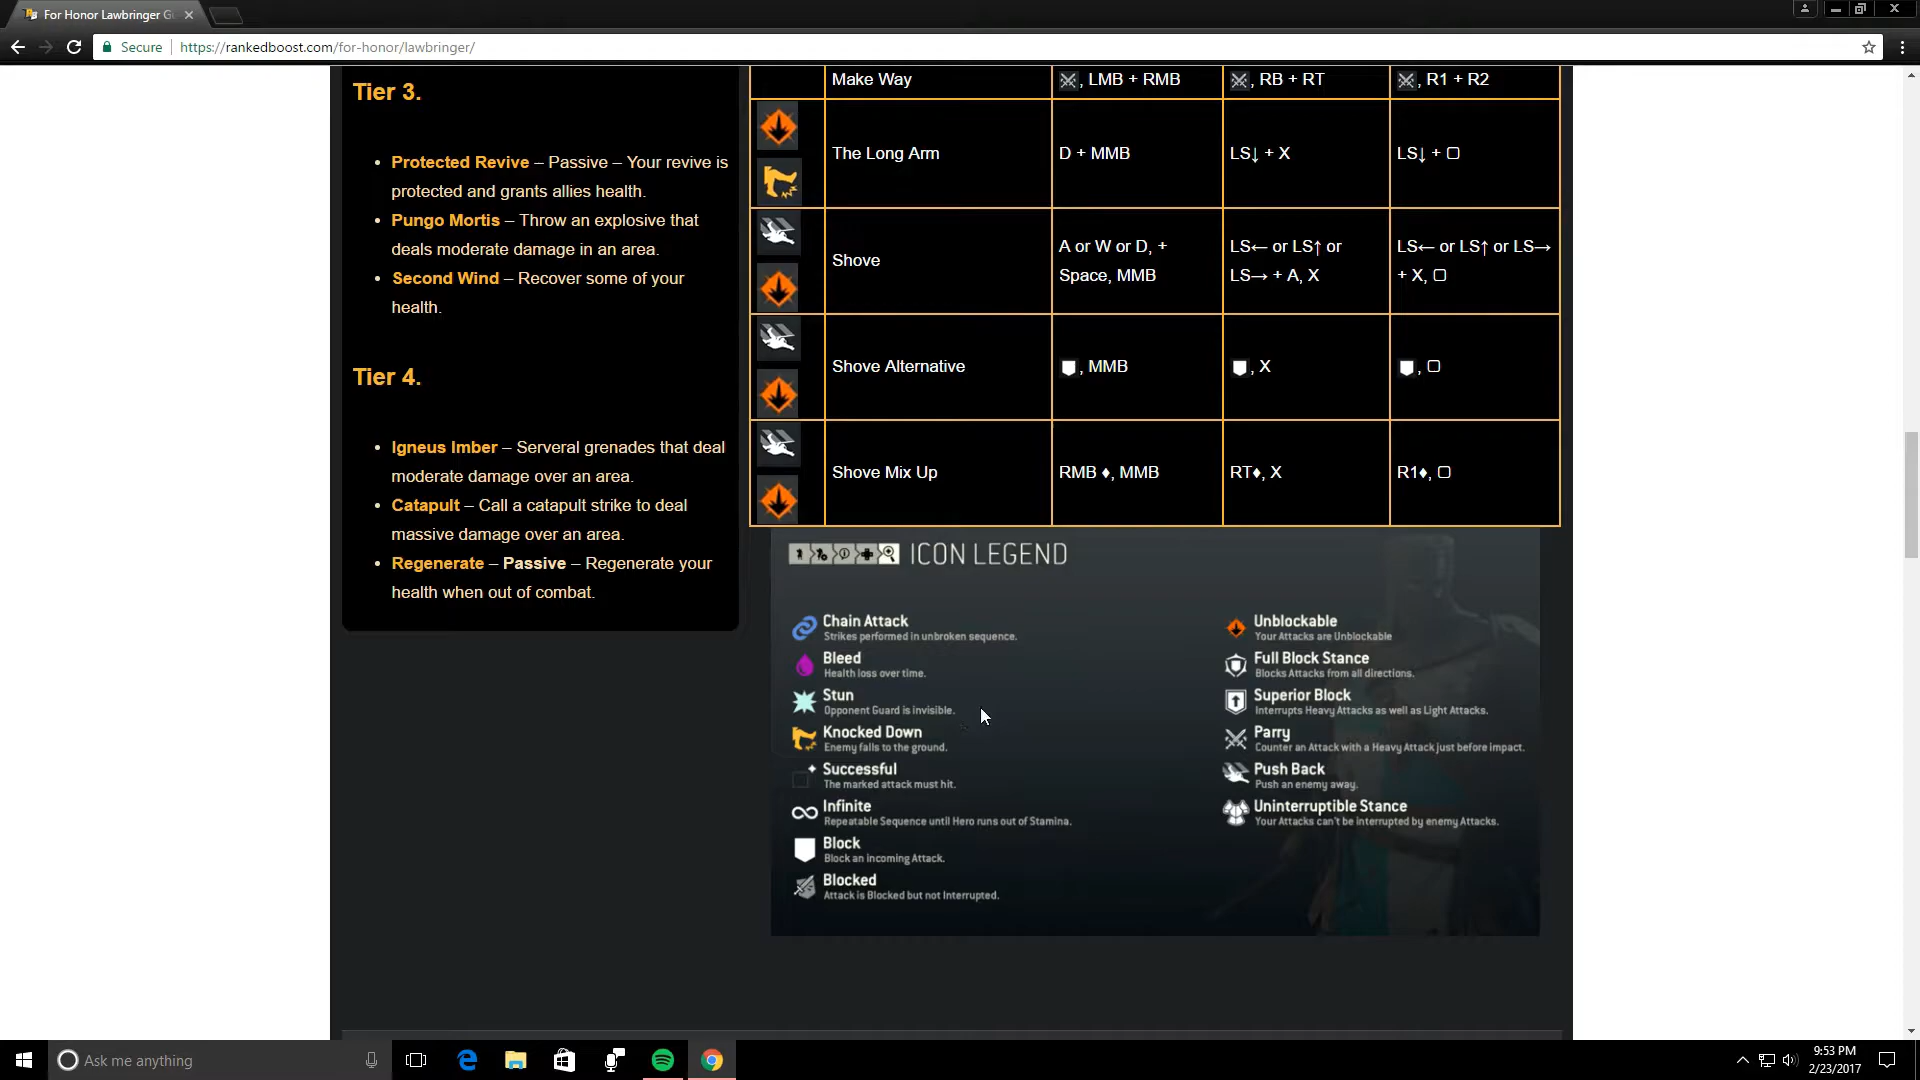 For Honor Lawbringer G
Secure https://rankedboost.com/for-honor/lawbringer/
Tier 3.
• Protected Revive – Passive – Your revive is
protected and grants allies health.
• Pungo Mortis – Throw an explosive that
deals moderate damage in an area.
• Second Wind – Recover some of your
health.
Tier 4.
• Igneus Imber – Serveral grenades that deal
moderate damage over an area.
• Catapult – Call a catapult strike to deal
massive damage over an area.
• Regenerate – Passive – Regenerate your
health when out of combat.
Make Way , LMB + RMB , RB + RT , R1 + R2
The Long Arm D + MMB LS↓ + X LS↓ + ▢
Shove A or W or D, + LS← or LS↑ or LS← or LS↑ or LS→
Space, MMB LS→ + A, X + X, ▢
Shove Alternative , MMB , X , ▢
Shove Mix Up RMB ♦, MMB RT♦, X R1♦, ▢
ICON LEGEND
Chain Attack
Strikes performed in unbroken sequence.
Bleed
Health loss over time.
Stun
Opponent Guard is invisible.
Knocked Down
Enemy falls to the ground.
Successful
The marked attack must hit.
Infinite
Repeatable Sequence until Hero runs out of Stamina.
Block
Block an incoming Attack.
Blocked
Attack is Blocked but not Interrupted.
Unblockable
Your Attacks are Unblockable
Full Block Stance
Blocks Attacks from all directions.
Superior Block
Interrupts Heavy Attacks as well as Light Attacks.
Parry
Counter an Attack with a Heavy Attack just before impact.
Push Back
Push an enemy away.
Uninterruptible Stance
Your Attacks can't be interrupted by enemy Attacks.
Ask me anything
9:53 PM
2/23/2017